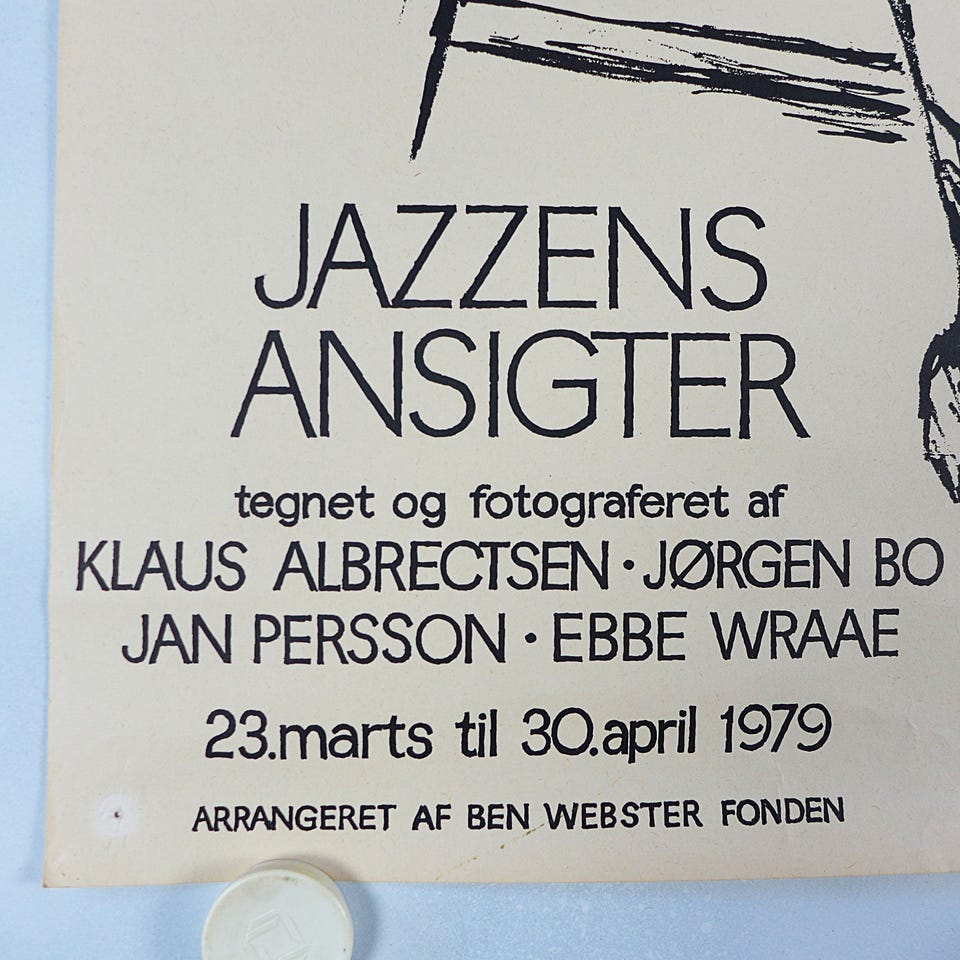 JAZZENS
ANSIGTER
tegnet og fotograferet af
KLAUS ALBRECTSEN · JØRGEN BO
JAN PERSSON · EBBE WRAAE
23.marts til 30.april 1979
ARRANGERET AF BEN WEBSTER FONDEN